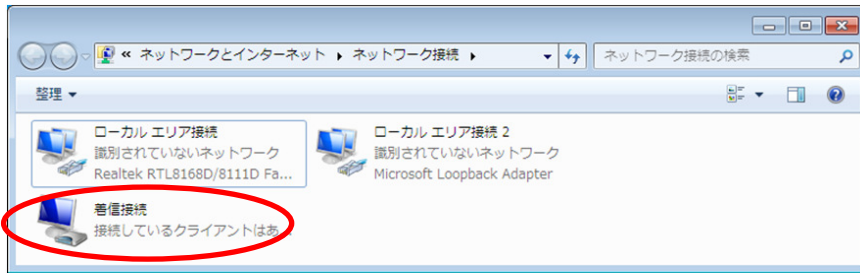 « ネットワークとインターネット ▸ ネットワーク接続 ▸ ネットワーク接続の検索
整理 ▼
ローカル エリア接続
識別されていないネットワーク
Realtek RTL8168D/8111D Fa...
ローカル エリア接続 2
識別されていないネットワーク
Microsoft Loopback Adapter
着信接続
接続しているクライアントはあ...